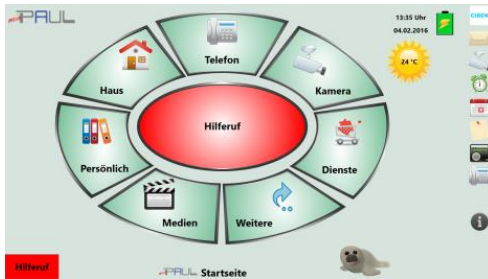 PAUL
13:35 Uhr
04.02.2016
CIBEK
Telefon
Haus
Kamera
24 °C
Hilferuf
Persönlich
Dienste
Medien
Weitere
Hilferuf
PAUL Startseite